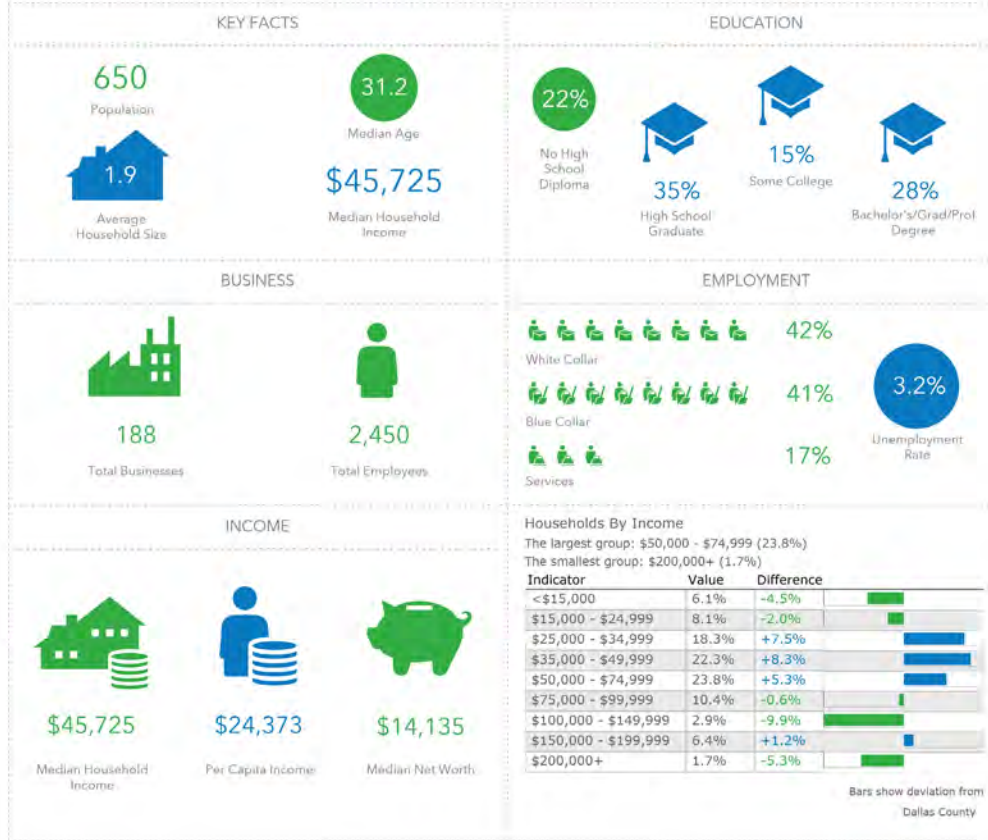 KEY FACTS
650
Population
31.2
Median Age
1.9
Average
Household Size
$45,725
Median Household
Income
EDUCATION
22%
No High
School
Diploma
35%
High School
Graduate
15%
Some College
28%
Bachelor's/Grad/Prof
Degree
BUSINESS
188
Total Businesses
2,450
Total Employees
EMPLOYMENT
42%
White Collar
41%
Blue Collar
17%
Services
3.2%
Unemployment
Rate
INCOME
$45,725
Median Household
Income
$24,373
Per Capita Income
$14,135
Median Net Worth
Households By Income
The largest group: $50,000 - $74,999 (23.8%)
The smallest group: $200,000+ (1.7%)
Indicator Value Difference
<$15,000 6.1% -4.5%
$15,000 - $24,999 8.1% -2.0%
$25,000 - $34,999 18.3% +7.5%
$35,000 - $49,999 22.3% +8.3%
$50,000 - $74,999 23.8% +5.3%
$75,000 - $99,999 10.4% -0.6%
$100,000 - $149,999 2.9% -9.9%
$150,000 - $199,999 6.4% +1.2%
$200,000+ 1.7% -5.3%
Bars show deviation from
Dallas County